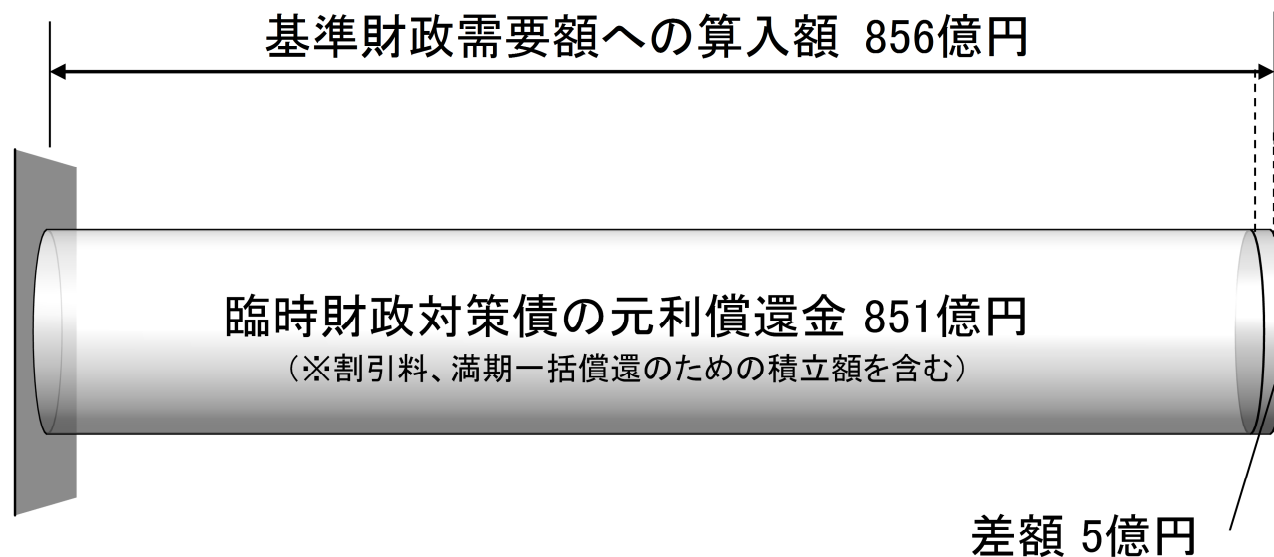 基準財政需要額への算入額 856億円
臨時財政対策債の元利償還金 851億円
（※割引料、満期一括償還のための積立額を含む）
差額 5億円